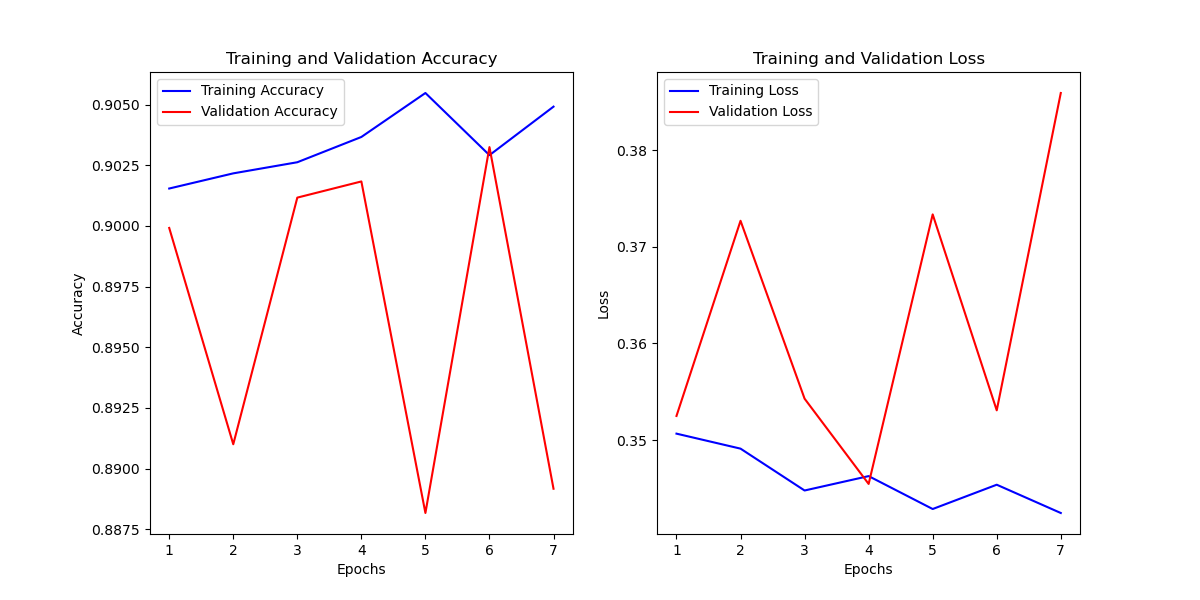 Training and Validation Accuracy
Training Accuracy
Validation Accuracy
0.9050
0.9025
0.9000
0.8975
0.8950
0.8925
0.8900
0.8875
Accuracy
1 2 3 4 5 6 7
Epochs
Training and Validation Loss
Training Loss
Validation Loss
0.38
0.37
0.36
0.35
Loss
1 2 3 4 5 6 7
Epochs